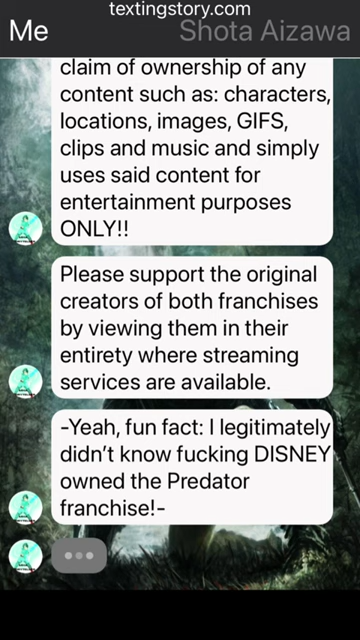 textingstory.com
Me
Shota Aizawa
claim of ownership of any
content such as: characters,
locations, images, GIFS,
clips and music and simply
uses said content for
entertainment purposes
ONLY!!
Please support the original
creators of both franchises
by viewing them in their
entirety where streaming
services are available.
-Yeah, fun fact: I legitimately
didn’t know fucking DISNEY
owned the Predator
franchise!-